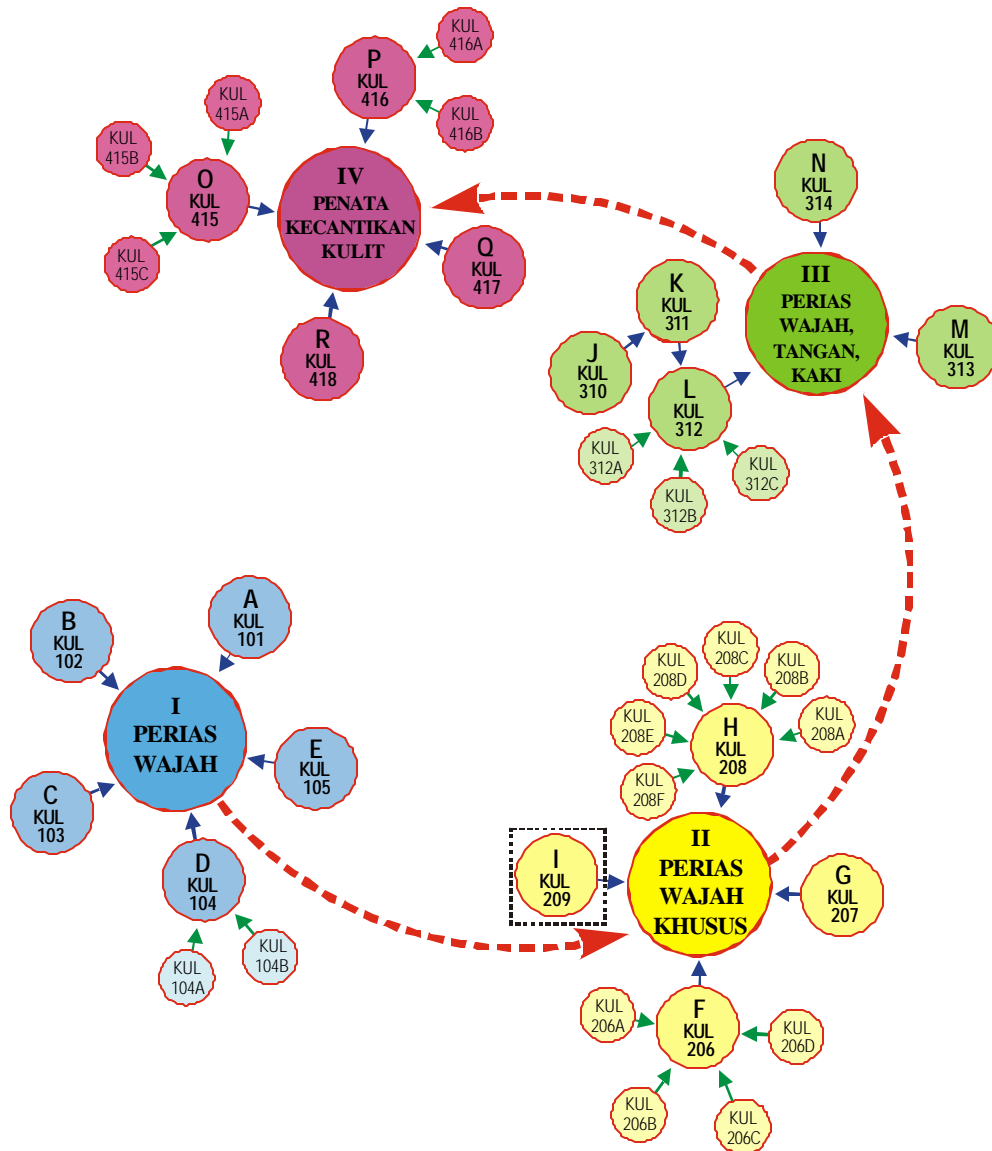 KUL
416A
P
KUL
416
KUL
416B
KUL
415A
KUL
415B
O
KUL
415
KUL
415C
IV
PENATA
KECANTIKAN
KULIT
Q
KUL
417
R
KUL
418
N
KUL
314
III
PERIAS
WAJAH,
TANGAN,
KAKI
M
KUL
313
K
KUL
311
J
KUL
310
L
KUL
312
KUL
312A
KUL
312B
KUL
312C
A
KUL
101
B
KUL
102
I
PERIAS
WAJAH
E
KUL
105
C
KUL
103
D
KUL
104
KUL
104A
KUL
104B
KUL
208C
KUL
208B
KUL
208D
KUL
208A
KUL
208E
H
KUL
208
KUL
208F
I
KUL
209
II
PERIAS
WAJAH
KHUSUS
G
KUL
207
F
KUL
206
KUL
206A
KUL
206D
KUL
206B
KUL
206C